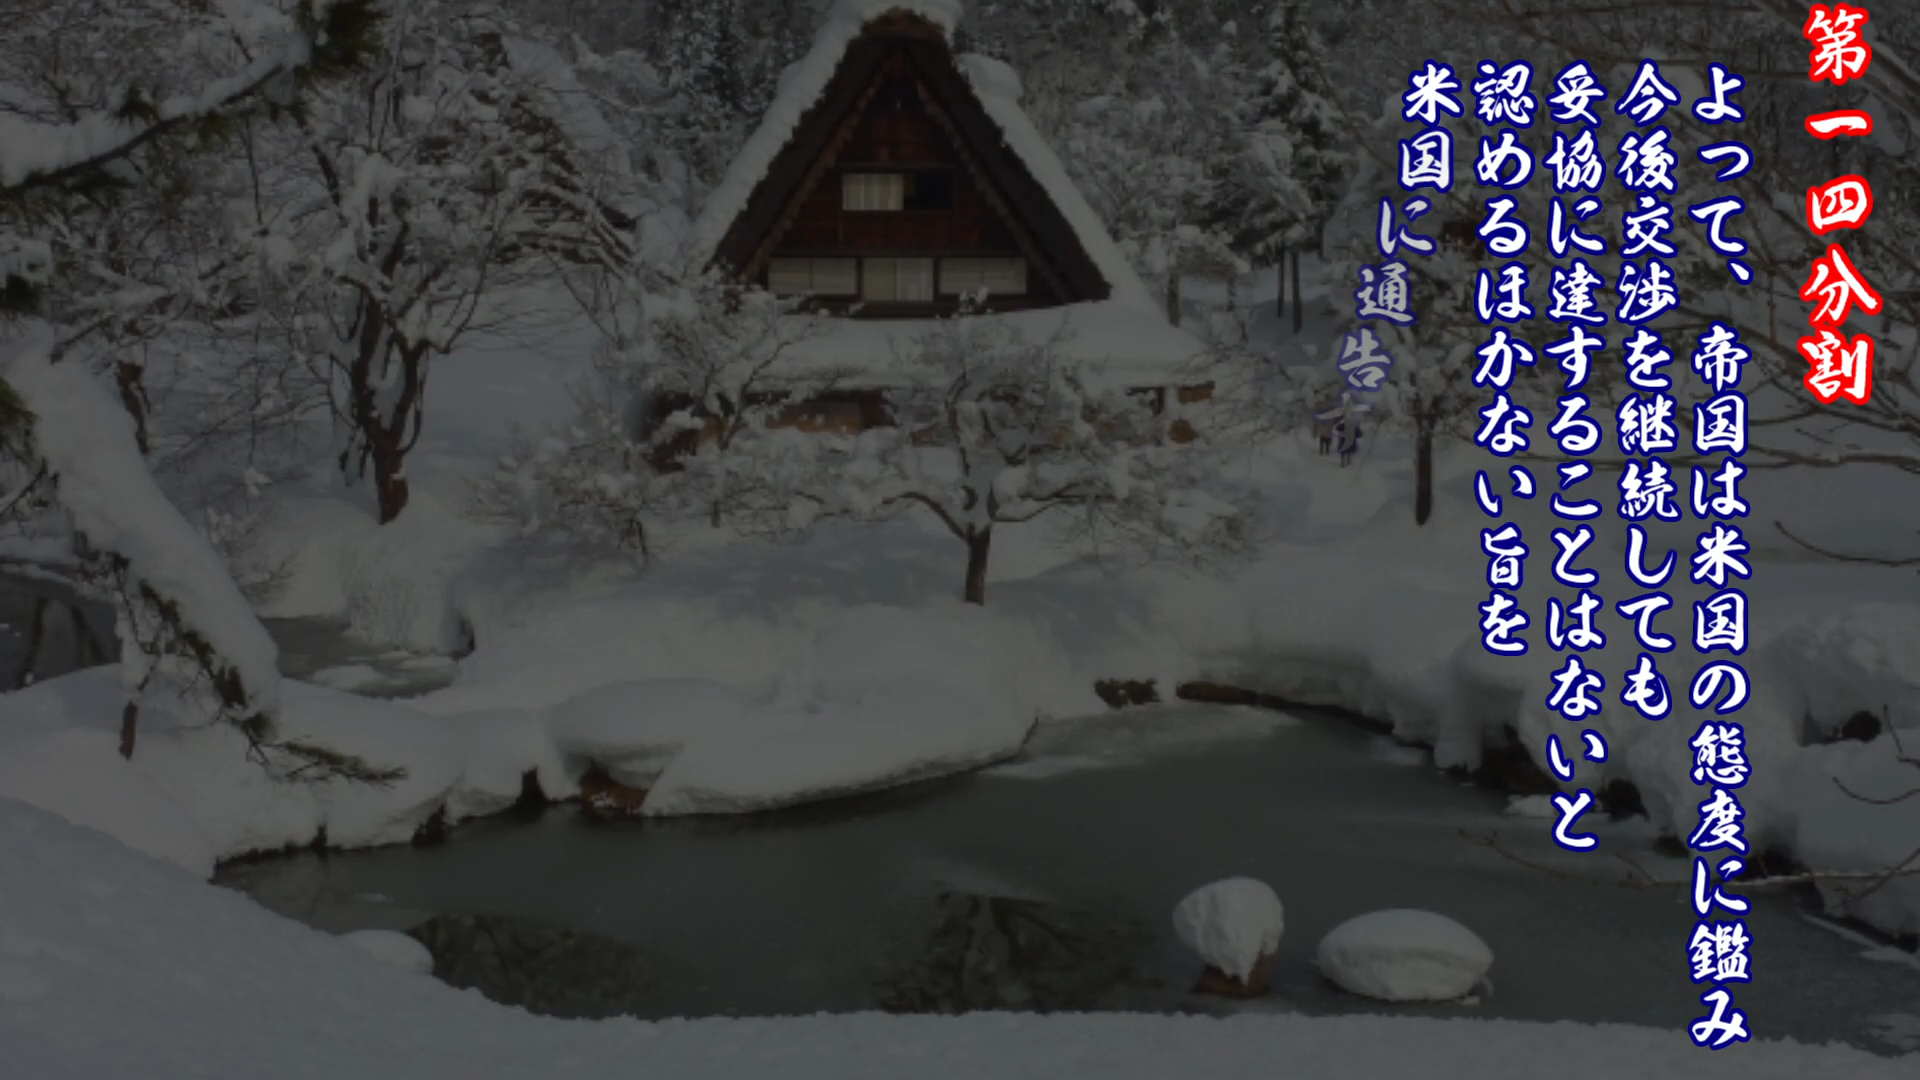 第一四分割
よって、帝国は米国の態度に鑑み
今後交渉を継続しても
妥協に達することはないと
認めるほかない旨を
米国に通告す